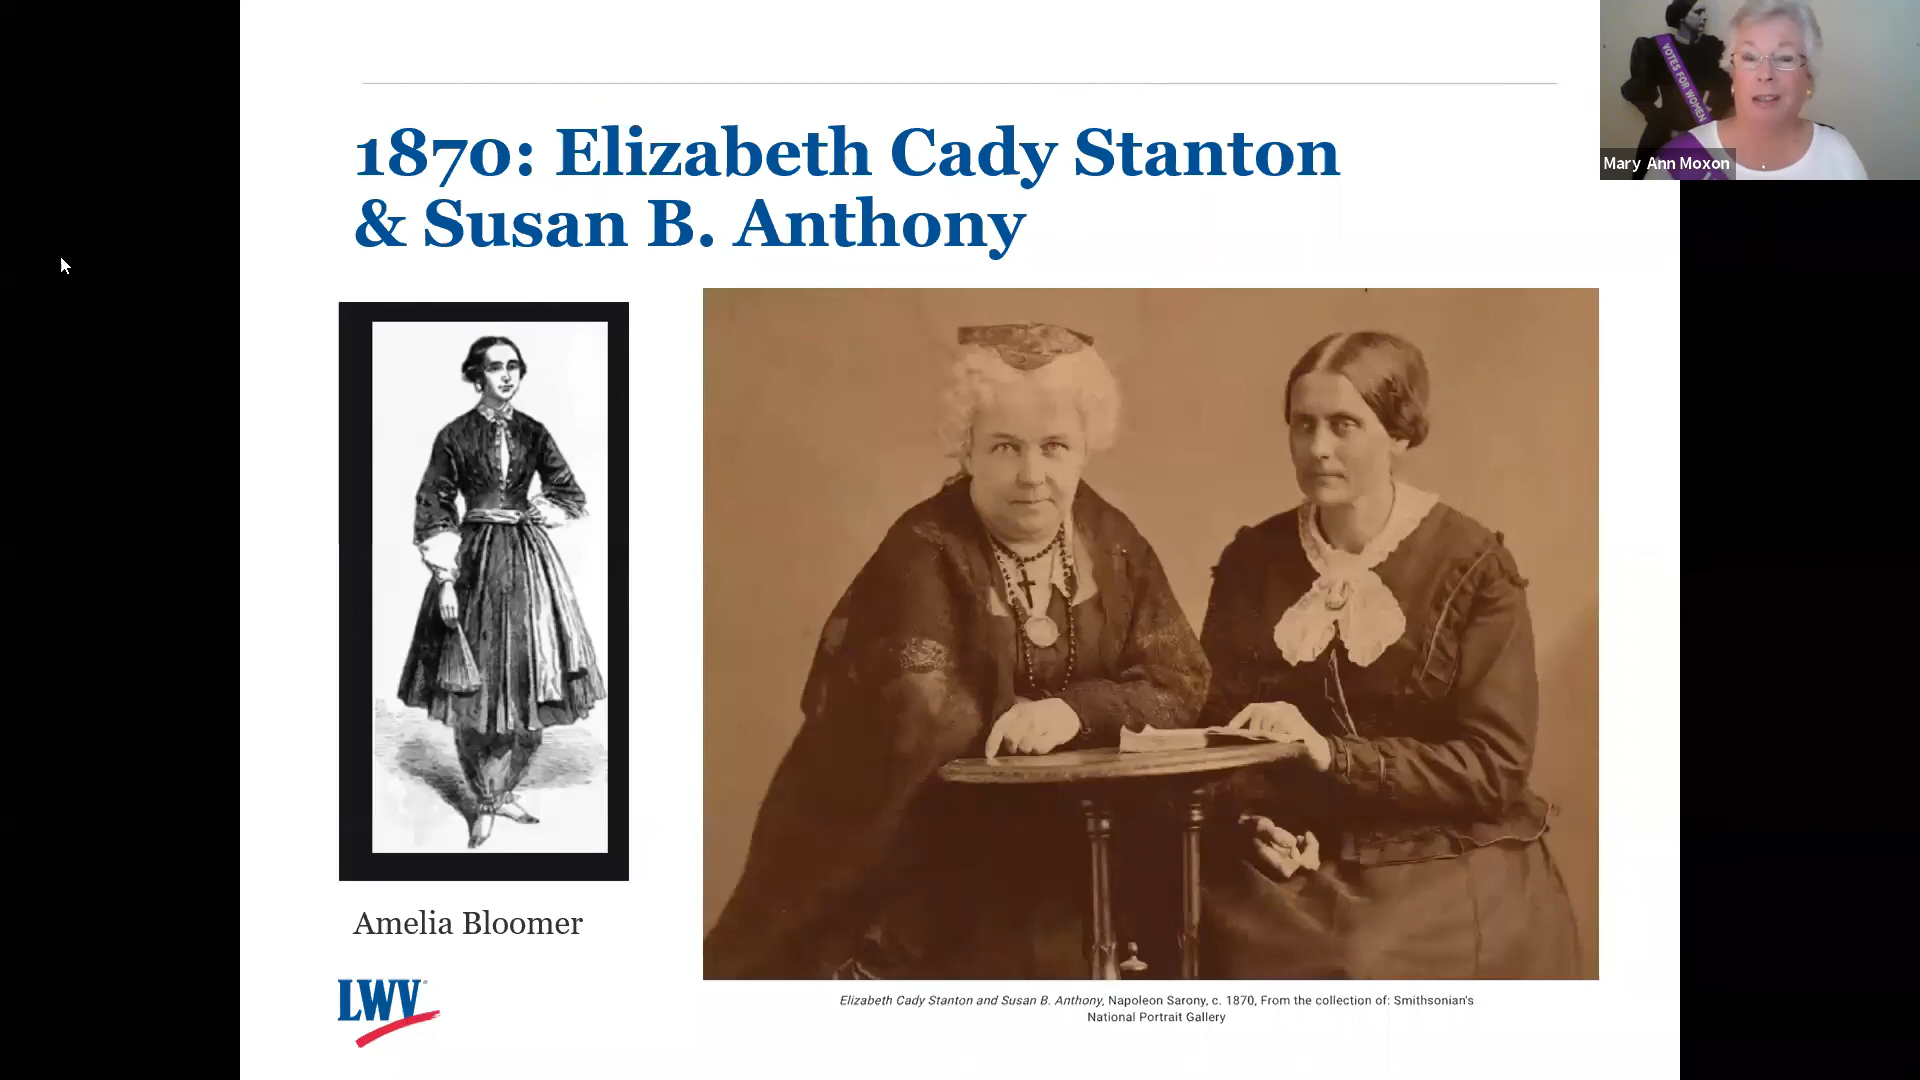 VOTES FOR WOMEN
Mary Ann Moxon
1870: Elizabeth Cady Stanton
& Susan B. Anthony
Amelia Bloomer
LWV®
Elizabeth Cady Stanton and Susan B. Anthony, Napoleon Sarony, c. 1870, From the collection of: Smithsonian's
National Portrait Gallery